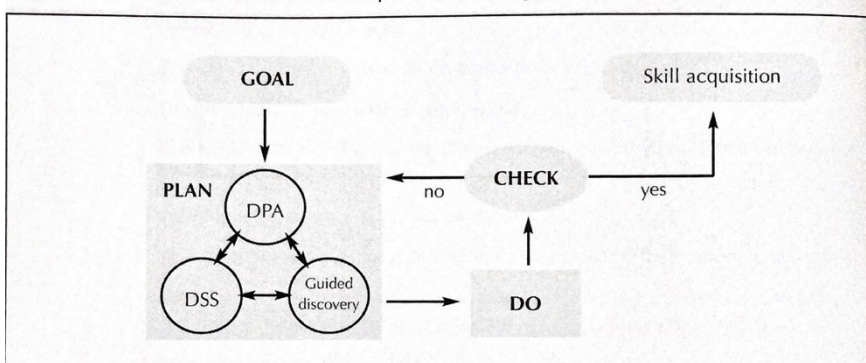 GOAL
Skill acquisition
PLAN
DPA
CHECK
no
yes
DSS
Guided
discovery
DO